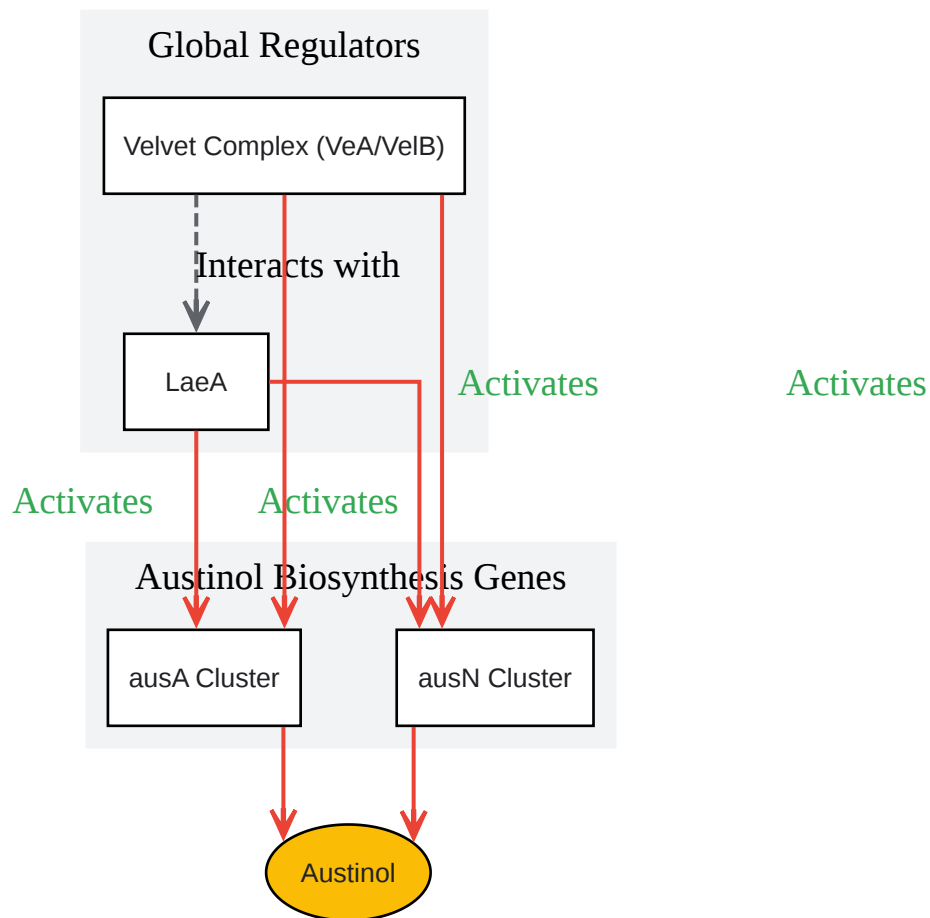 Global Regulators
Velvet Complex (VeA/VelB)
Interacts with
LaeA
Activates
Activates
Activates
Activates
Austinol Biosynthesis Genes
ausA Cluster
ausN Cluster
Austinol